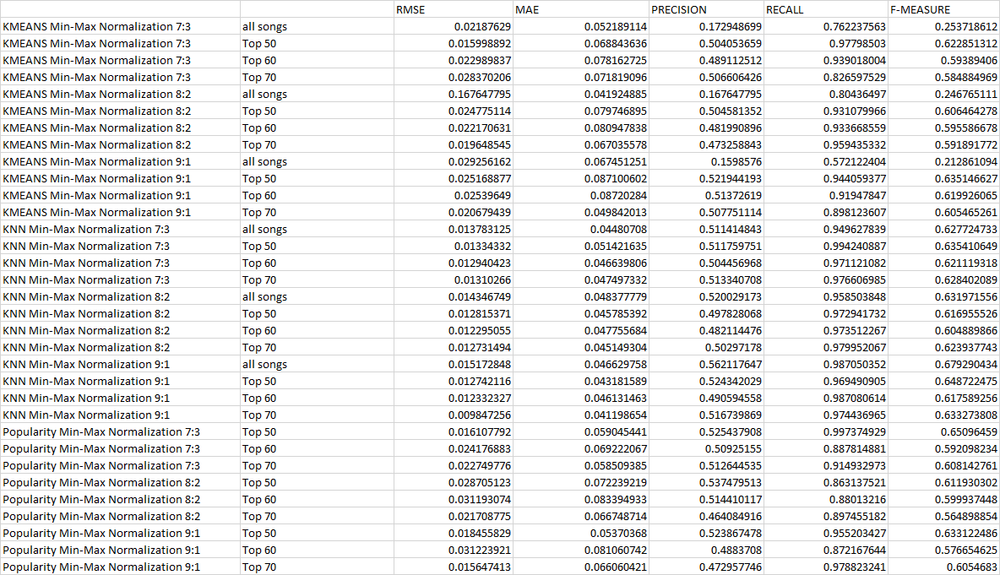 RMSE MAE PRECISION RECALL F-MEASURE
KMEANS Min-Max Normalization 7:3 all songs 0.02187629 0.052189114 0.172948699 0.762237563 0.253718612
KMEANS Min-Max Normalization 7:3 Top 50 0.015998892 0.068843636 0.504053659 0.97798503 0.622851312
KMEANS Min-Max Normalization 7:3 Top 60 0.022989837 0.078162725 0.489112512 0.939018004 0.59389406
KMEANS Min-Max Normalization 7:3 Top 70 0.028370206 0.071819096 0.506606426 0.826597529 0.584884969
KMEANS Min-Max Normalization 8:2 all songs 0.167647795 0.041924885 0.167647795 0.80436497 0.246765111
KMEANS Min-Max Normalization 8:2 Top 50 0.024775114 0.079746895 0.504581352 0.931079966 0.606464278
KMEANS Min-Max Normalization 8:2 Top 60 0.022170631 0.080947838 0.481990896 0.933668559 0.595586678
KMEANS Min-Max Normalization 8:2 Top 70 0.019648545 0.067035578 0.473258843 0.959435332 0.591891772
KMEANS Min-Max Normalization 9:1 all songs 0.029256162 0.067451251 0.1598576 0.572122404 0.212861094
KMEANS Min-Max Normalization 9:1 Top 50 0.025168877 0.087100602 0.521944193 0.944059377 0.635146627
KMEANS Min-Max Normalization 9:1 Top 60 0.02539649 0.08720284 0.51372619 0.91947847 0.619926065
KMEANS Min-Max Normalization 9:1 Top 70 0.020679439 0.049842013 0.507751114 0.898123607 0.605465261
KNN Min-Max Normalization 7:3 all songs 0.013783125 0.04480708 0.511414843 0.949627839 0.627724733
KNN Min-Max Normalization 7:3 Top 50 0.01334332 0.051421635 0.511759751 0.994240887 0.635410649
KNN Min-Max Normalization 7:3 Top 60 0.012940423 0.046639806 0.504456968 0.971121082 0.621119318
KNN Min-Max Normalization 7:3 Top 70 0.01310266 0.047497332 0.513340708 0.976606985 0.628402089
KNN Min-Max Normalization 8:2 all songs 0.014346749 0.048377779 0.520029173 0.958503848 0.631971556
KNN Min-Max Normalization 8:2 Top 50 0.012815371 0.045785392 0.497828068 0.972941732 0.616955526
KNN Min-Max Normalization 8:2 Top 60 0.012295055 0.047755684 0.482114476 0.973512267 0.604889866
KNN Min-Max Normalization 8:2 Top 70 0.012731494 0.045149304 0.50297178 0.979952067 0.623937743
KNN Min-Max Normalization 9:1 all songs 0.015172848 0.046629758 0.562117647 0.987050352 0.679290434
KNN Min-Max Normalization 9:1 Top 50 0.012742116 0.043181589 0.524342029 0.969490905 0.648722475
KNN Min-Max Normalization 9:1 Top 60 0.012332327 0.046131463 0.490594558 0.987080614 0.617589256
KNN Min-Max Normalization 9:1 Top 70 0.009847256 0.041198654 0.516739869 0.974436965 0.633273808
Popularity Min-Max Normalization 7:3 Top 50 0.016107792 0.059045441 0.525437908 0.997374929 0.65096459
Popularity Min-Max Normalization 7:3 Top 60 0.024176883 0.069222067 0.50925155 0.887814881 0.592098234
Popularity Min-Max Normalization 7:3 Top 70 0.022749776 0.058509385 0.512644535 0.914932973 0.608142761
Popularity Min-Max Normalization 8:2 Top 50 0.028705123 0.072239219 0.537479513 0.863137521 0.611930302
Popularity Min-Max Normalization 8:2 Top 60 0.031193074 0.083394933 0.514410117 0.88013216 0.599937448
Popularity Min-Max Normalization 8:2 Top 70 0.021708775 0.066748714 0.464084916 0.897455182 0.564898854
Popularity Min-Max Normalization 9:1 Top 50 0.018455829 0.05370368 0.523867478 0.955203427 0.633122486
Popularity Min-Max Normalization 9:1 Top 60 0.031223921 0.081060742 0.4883708 0.872167644 0.576654625
Popularity Min-Max Normalization 9:1 Top 70 0.015647413 0.066060421 0.472957746 0.978823241 0.6054683